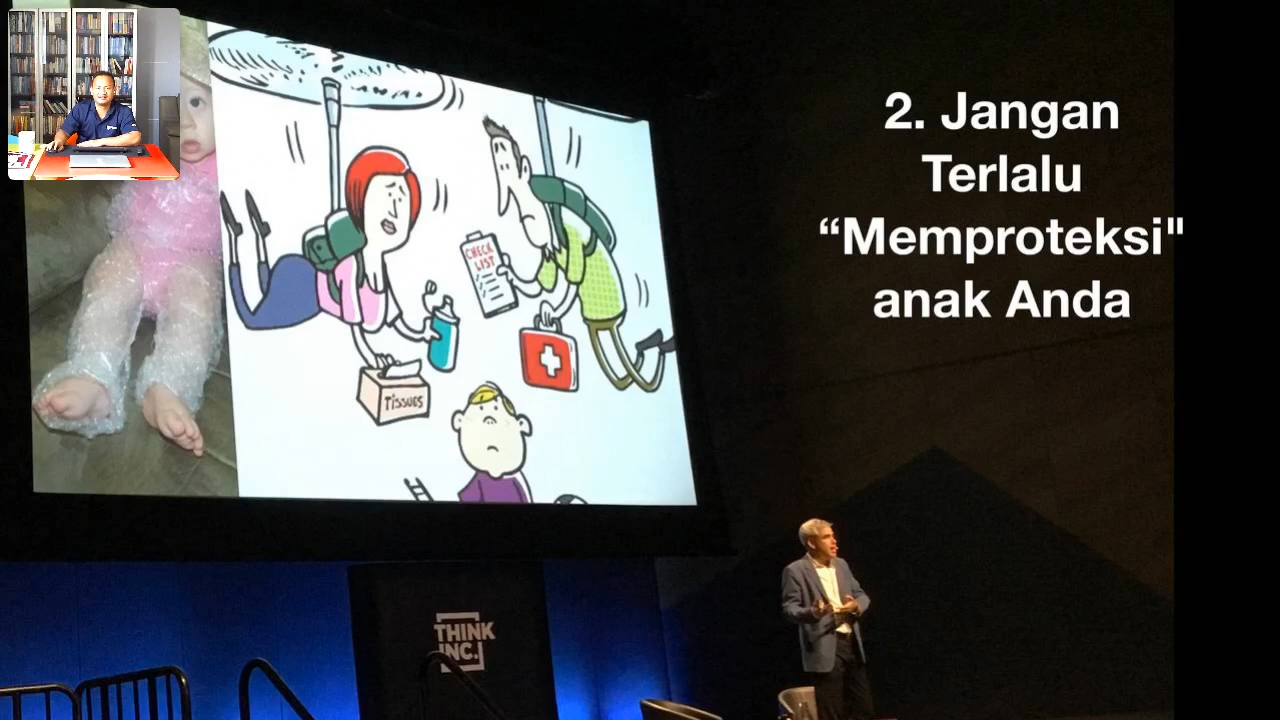 2. Jangan
Terlalu
“Memproteksi"
anak Anda
CHECK
LIST
TISSUES
THINK
INC.